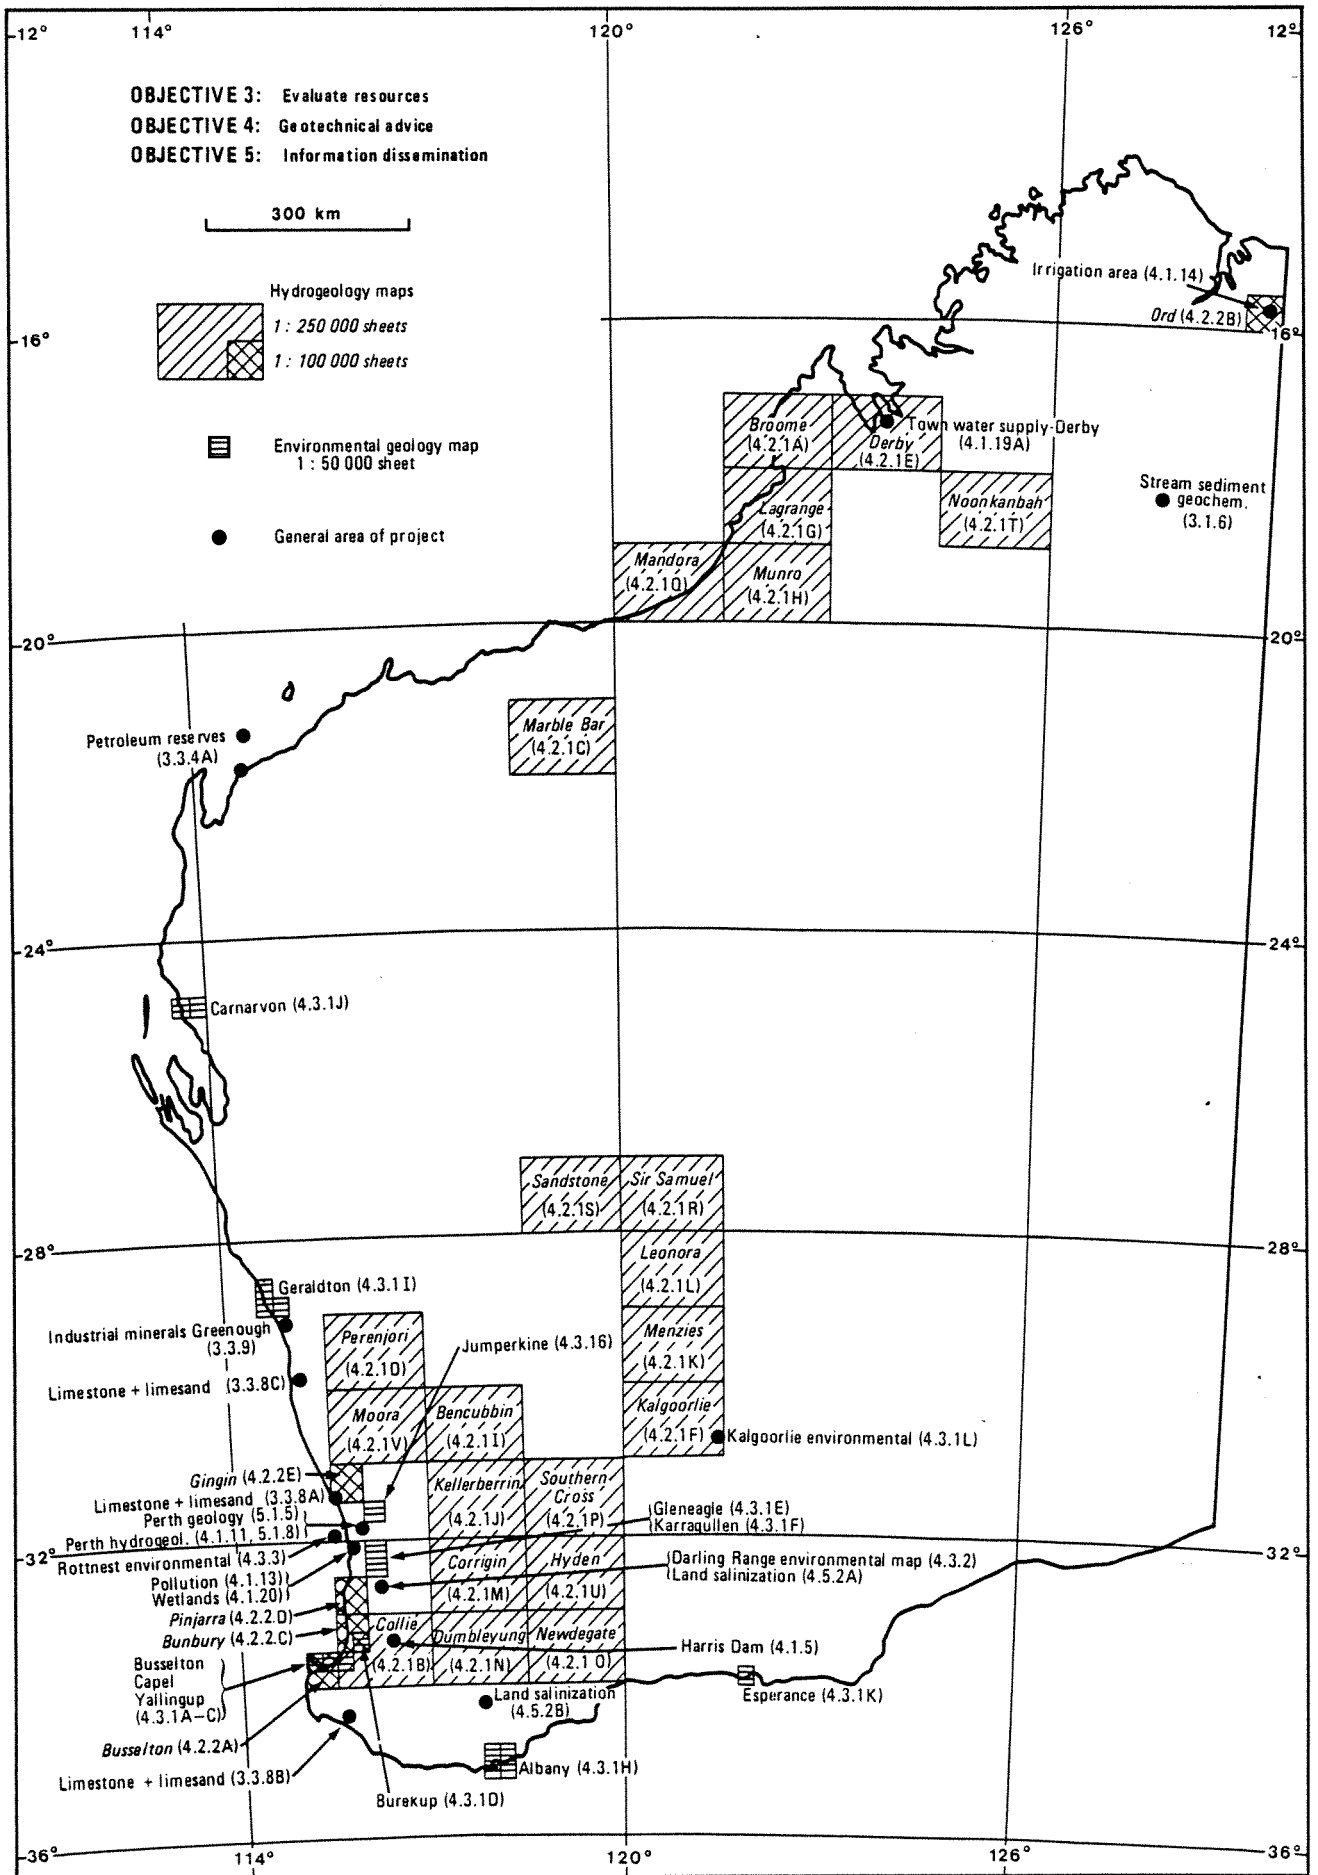 12° 114° 120° 126° 12°
OBJECTIVE 3: Evaluate resources
OBJECTIVE 4: Geotechnical advice
OBJECTIVE 5: Information dissemination
300 km
Hydrogeology maps
1 : 250 000 sheets
1 : 100 000 sheets
Environmental geology map
1 : 50 000 sheet
General area of project
Irrigation area (4.1.14)
Ord (4.2.2B)
16° 16°
Broome
(4.2.1A)
Derby
(4.2.1E)
Town water supply-Derby
(4.1.19A)
Lagrange
(4.2.1G)
Noonkanbah
(4.2.1T)
Stream sediment
geochem.
(3.1.6)
Mandora
(4.2.1Q)
Munro
(4.2.1H)
20° 20°
Petroleum reserves
(3.3.4A)
Marble Bar
(4.2.1C)
24° 24°
Carnarvon (4.3.1J)
Sandstone
(4.2.1S)
Sir Samuel
(4.2.1R)
28° 28°
Leonora
(4.2.1L)
Geraldton (4.3.1I)
Industrial minerals Greenough
(3.3.9)
Perenjori
(4.2.1D)
Jumperkine (4.3.16)
Menzies
(4.2.1K)
Limestone + limesand (3.3.8C)
Moora
(4.2.1V)
Bencubbin
(4.2.1I)
Kalgoorlie
(4.2.1F)
Kalgoorlie environmental (4.3.1L)
Gingin (4.2.2E)
Limestone + limesand (3.3.8A)
Perth geology (5.1.5)
Perth hydrogeol. (4.1.11, 5.1.8)
Kellerberrin
(4.2.1J)
Southern
Cross
(4.2.1P)
Gleneagle (4.3.1E)
Karragullen (4.3.1F)
32° 32°
Rottnest environmental (4.3.3)
Pollution (4.1.13)
Wetlands (4.1.20)
Corrigin
(4.2.1M)
Hyden
(4.2.1U)
Darling Range environmental map (4.3.2)
Land salinization (4.5.2A)
Pinjarra (4.2.2D)
Bunbury (4.2.2C)
Collie
(4.2.1B)
Dumbleyung
(4.2.1N)
Newdegate
(4.2.1O)
Harris Dam (4.1.5)
Busselton
Capel
Yallingup
(4.3.1A–C)
Land salinization
(4.5.2B)
Esperance (4.3.1K)
Busselton (4.2.2A)
Limestone + limesand (3.3.8B)
Albany (4.3.1H)
Burekup (4.3.1D)
36° 114° 120° 126° 36°